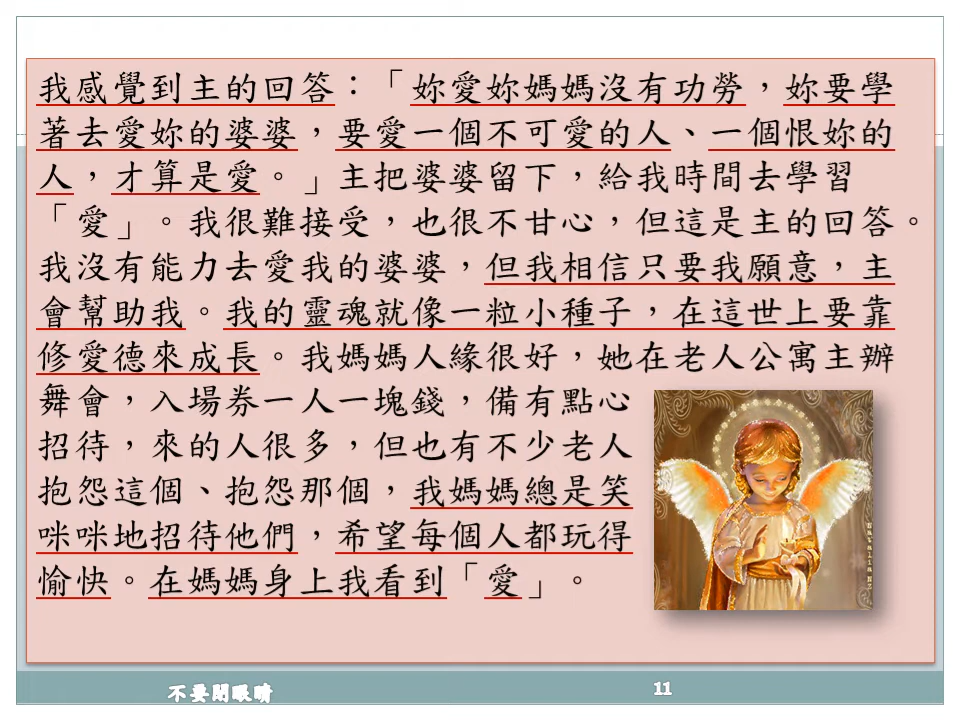 我感覺到主的回答：「妳愛妳媽媽沒有功勞，妳要學
著去愛妳的婆婆，要愛一個不可愛的人、一個恨妳的
人，才算是愛。」主把婆婆留下，給我時間去學習
「愛」。我很難接受，也很不甘心，但這是主的回答。
我沒有能力去愛我的婆婆，但我相信只要我願意，主
會幫助我。我的靈魂就像一粒小種子，在這世上要靠
修愛德來成長。我媽媽人緣很好，她在老人公寓主辦
舞會，入場券一人一塊錢，備有點心
招待，來的人很多，但也有不少老人
抱怨這個、抱怨那個，我媽媽總是笑
咪咪地招待他們，希望每個人都玩得
愉快。在媽媽身上我看到「愛」。
不要閉眼睛
11